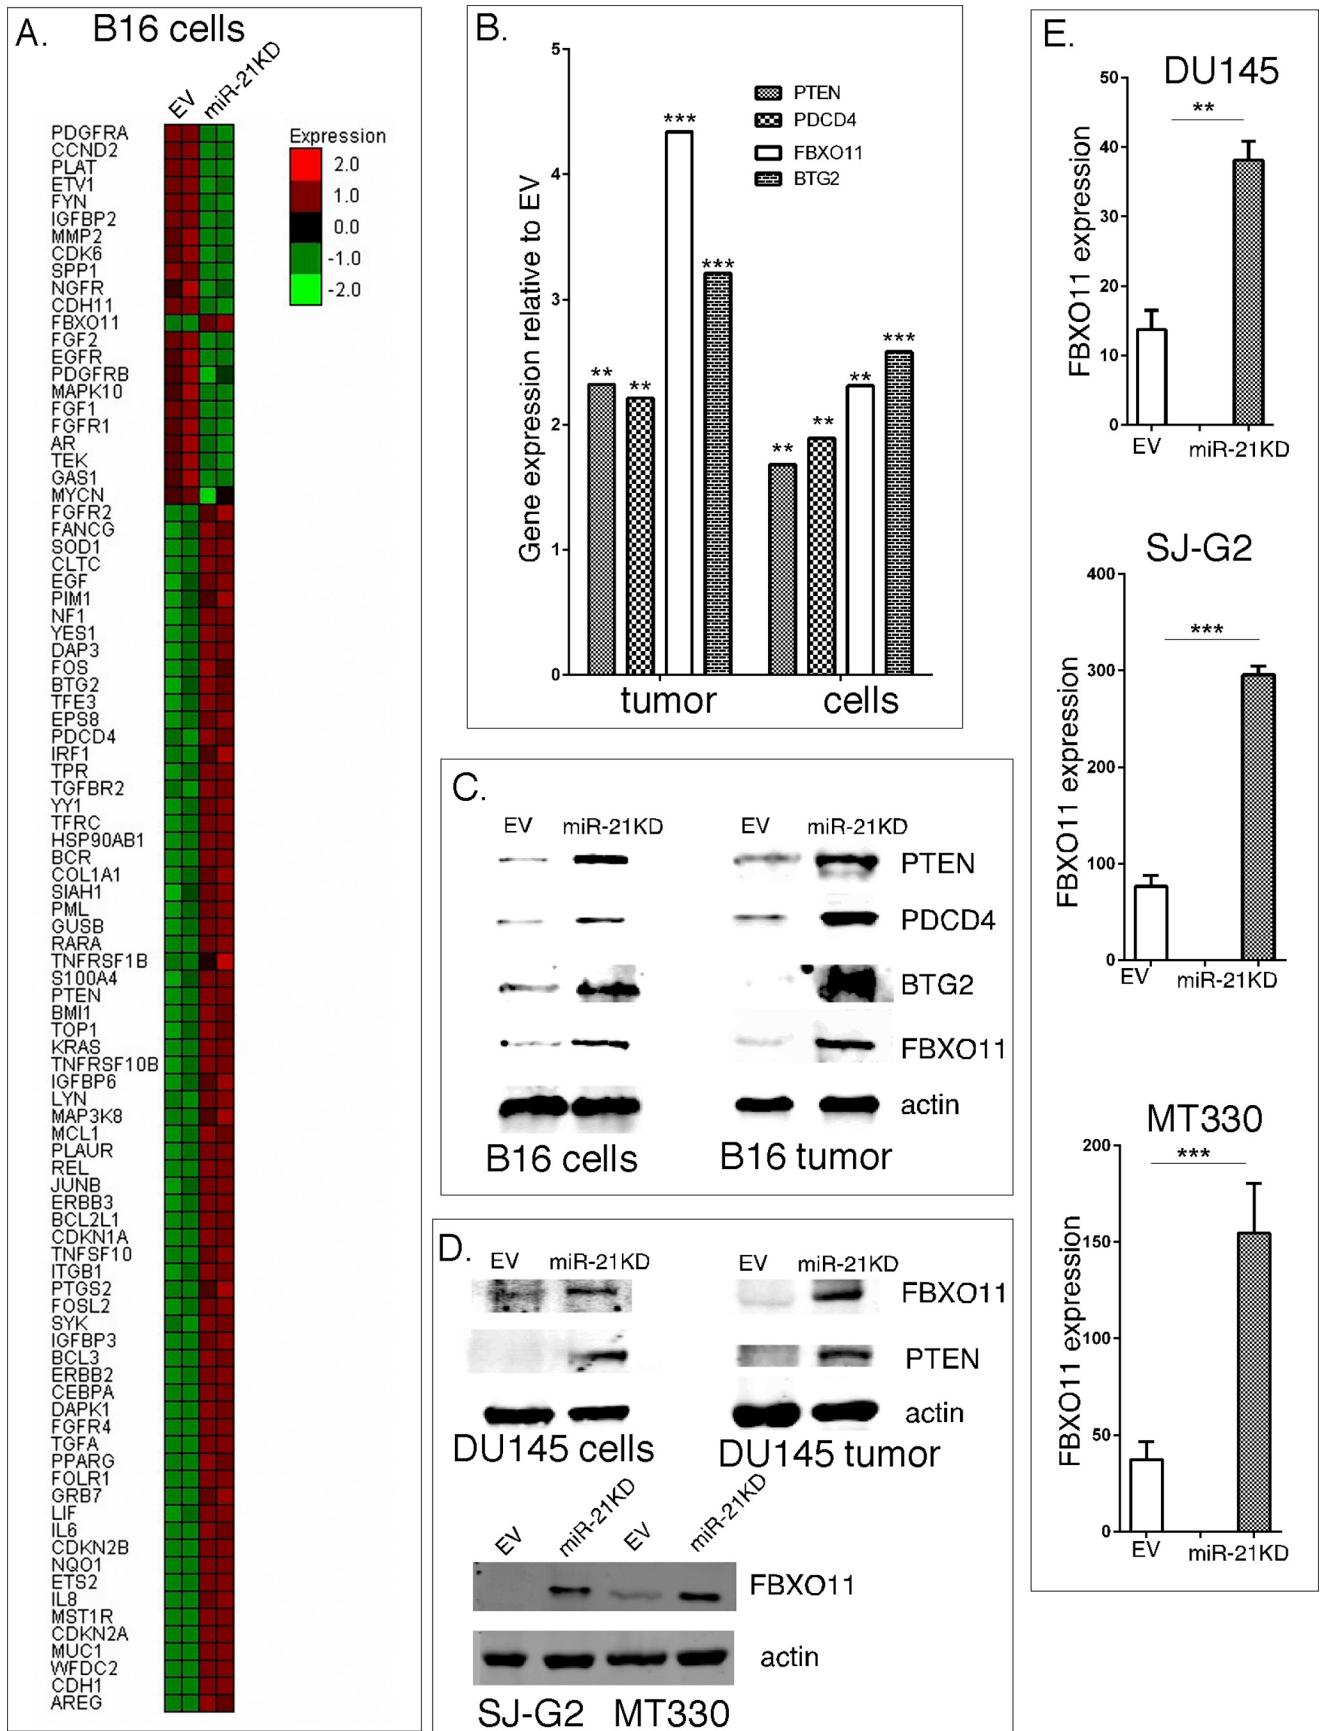 A.
B16 cells
EV
miR-21KD
PDGFRA
CCND2
PLAT
ETV1
FYN
IGFBP2
MMP2
CDK6
SPP1
NGFR
CDH11
FBXO11
FGF2
EGFR
PDGFRB
MAPK10
FGF1
FGFR1
AR
TEK
GAS1
MYCN
FGFR2
FANCG
SOD1
CLTC
EGF
PIM1
NF1
YES1
DAP3
FOS
BTG2
TFE3
EPS8
PDCD4
IRF1
TPR
TGFBR2
YY1
TFRC
HSP90AB1
BCR
COL1A1
SIAH1
PML
GUSB
RARA
TNFRSF1B
S100A4
PTEN
BMI1
TOP1
KRAS
TNFRSF10B
IGFBP6
LYN
MAP3K8
MCL1
PLAUR
REL
JUNB
ERBB3
BCL2L1
CDKN1A
TNFSF10
ITGB1
PTGS2
FOSL2
SYK
IGFBP3
BCL3
ERBB2
CEBPA
DAPK1
FGFR4
TGFA
PPARG
FOLR1
GRB7
LIF
IL6
CDKN2B
NQO1
ETS2
IL8
MST1R
CDKN2A
MUC1
WFDC2
CDH1
AREG
Expression
2.0
1.0
0.0
-1.0
-2.0
B.
Gene expression relative to EV
5
4
3
2
1
0
PTEN
PDCD4
FBXO11
BTG2
** ** *** ***
** ** ** ***
tumor cells
C.
EV miR-21KD EV miR-21KD
PTEN
PDCD4
BTG2
FBXO11
actin
B16 cells B16 tumor
D.
EV miR-21KD EV miR-21KD
FBXO11
PTEN
actin
DU145 cells DU145 tumor
EV miR-21KD EV miR-21KD
FBXO11
actin
SJ-G2 MT330
E.
DU145
FBXO11 expression
50
40
30
20
10
0
**
EV miR-21KD
SJ-G2
FBXO11 expression
400
300
200
100
0
***
EV miR-21KD
MT330
FBXO11 expression
200
150
100
50
0
***
EV miR-21KD